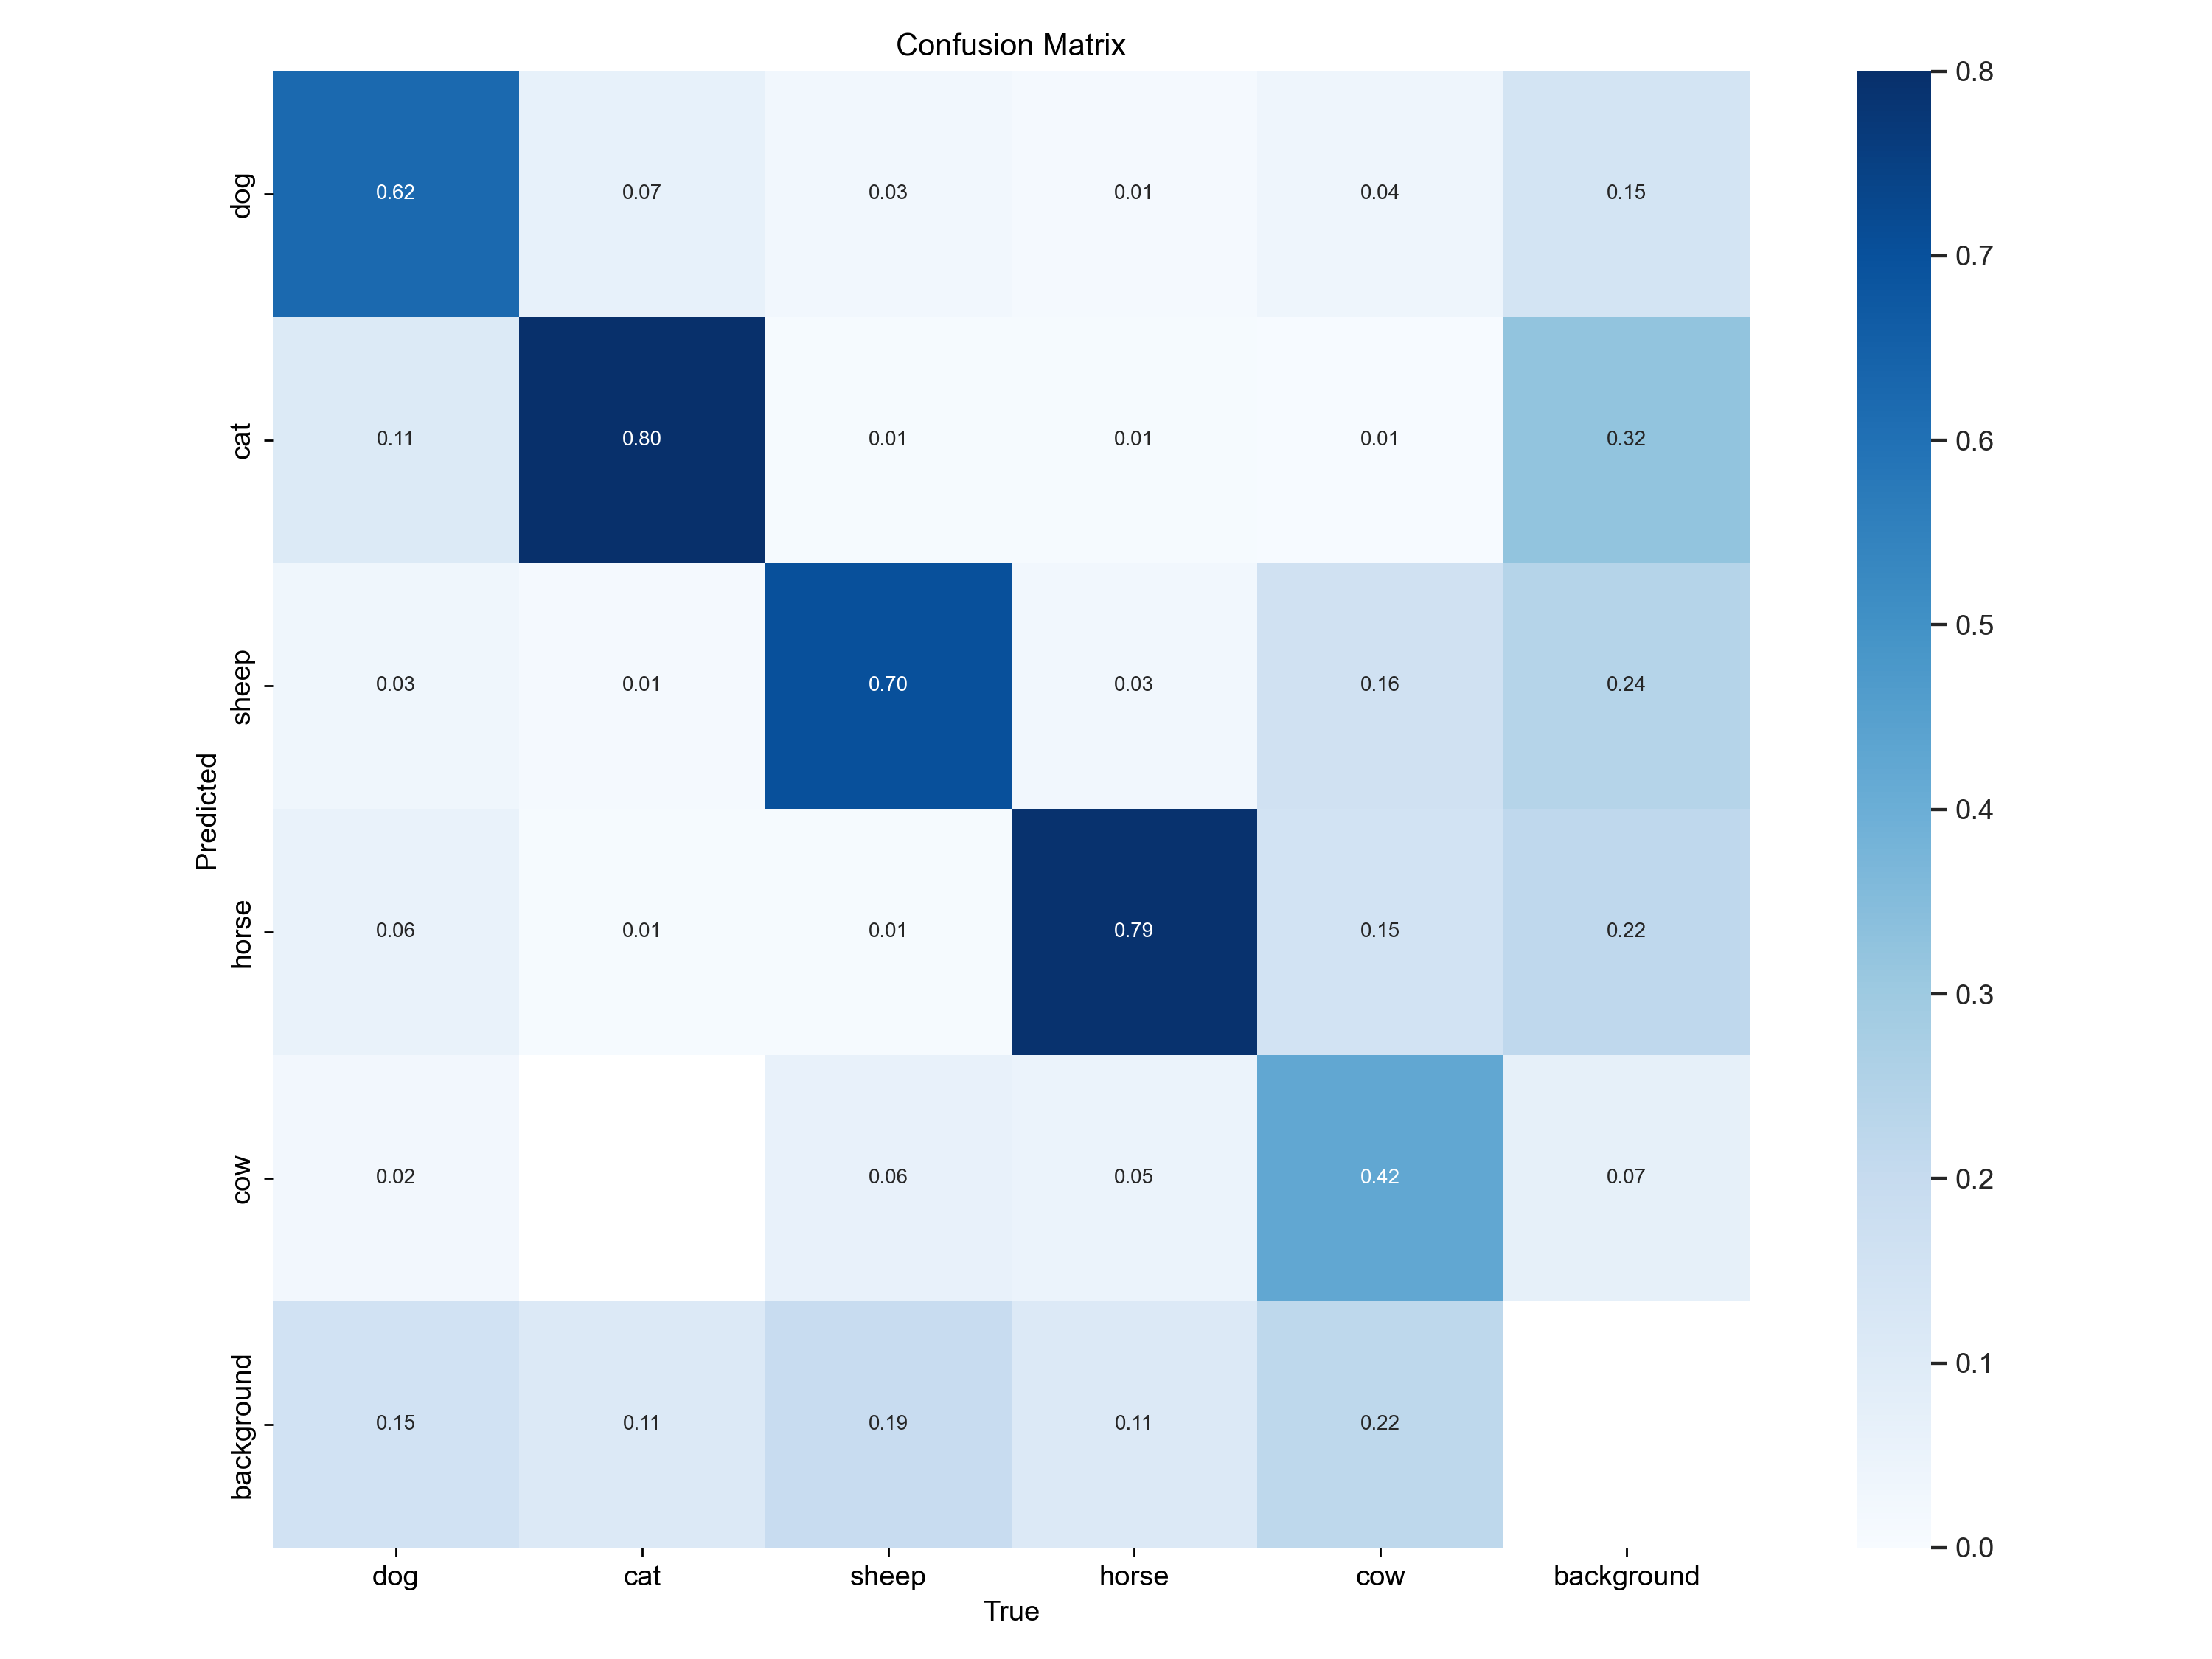 Confusion Matrix
dog 0.62 0.07 0.03 0.01 0.04 0.15
cat 0.11 0.80 0.01 0.01 0.01 0.32
sheep 0.03 0.01 0.70 0.03 0.16 0.24
horse 0.06 0.01 0.01 0.79 0.15 0.22
cow 0.02 0.06 0.05 0.42 0.07
background 0.15 0.11 0.19 0.11 0.22
Predicted
dog cat sheep horse cow background
True
0.8
0.7
0.6
0.5
0.4
0.3
0.2
0.1
0.0